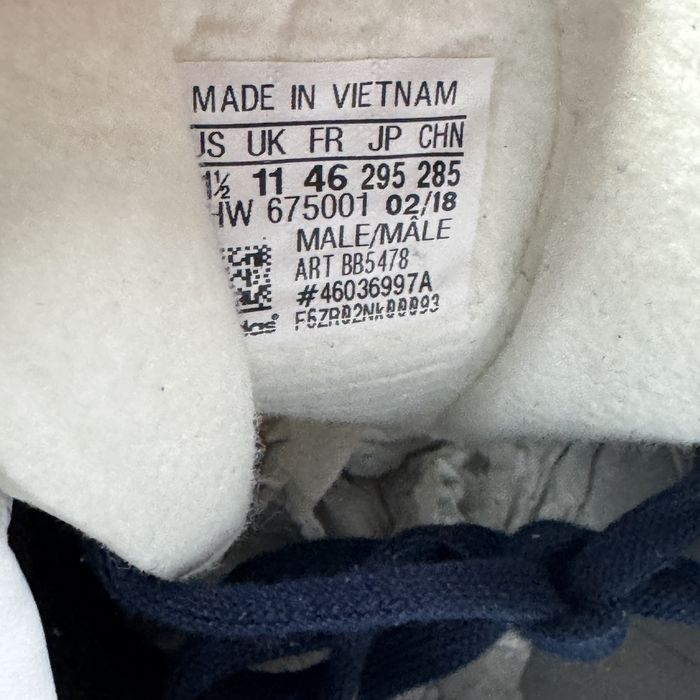 MADE IN VIETNAM
US UK FR JP CHN
11½ 11 46 295 285
HW 675001 02/18
MALE/MÂLE
ART BB5478
#46036997A
adidas